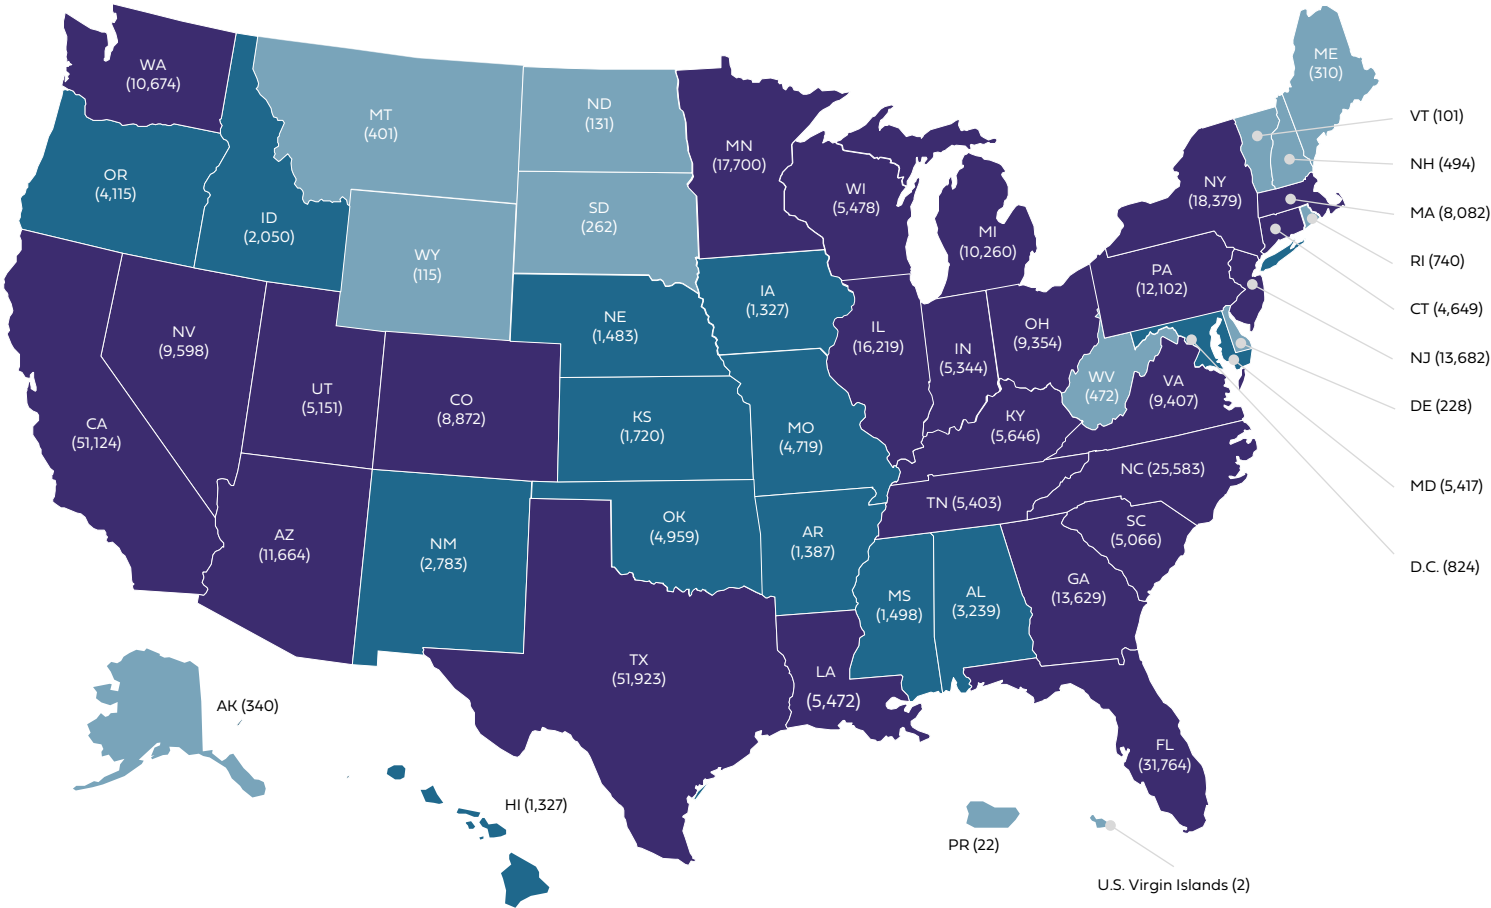 WA
(10,674)
OR
(4,115)
ID
(2,050)
MT
(401)
ND
(131)
MN
(17,700)
WI
(5,478)
MI
(10,260)
NY
(18,379)
ME
(310)
VT (101)
NH (494)
MA (8,082)
RI (740)
CT (4,649)
NJ (13,682)
DE (228)
MD (5,417)
D.C. (824)
SD
(262)
WY
(115)
NE
(1,483)
IA
(1,327)
IL
(16,219)
IN
(5,344)
OH
(9,354)
PA
(12,102)
WV
(472)
VA
(9,407)
NV
(9,598)
UT
(5,151)
CO
(8,872)
CA
(51,124)
KS
(1,720)
MO
(4,719)
KY
(5,646)
NC (25,583)
TN (5,403)
SC
(5,066)
AZ
(11,664)
NM
(2,783)
OK
(4,959)
AR
(1,387)
MS
(1,498)
AL
(3,239)
GA
(13,629)
TX
(51,923)
LA
(5,472)
FL
(31,764)
AK (340)
HI (1,327)
PR (22)
U.S. Virgin Islands (2)